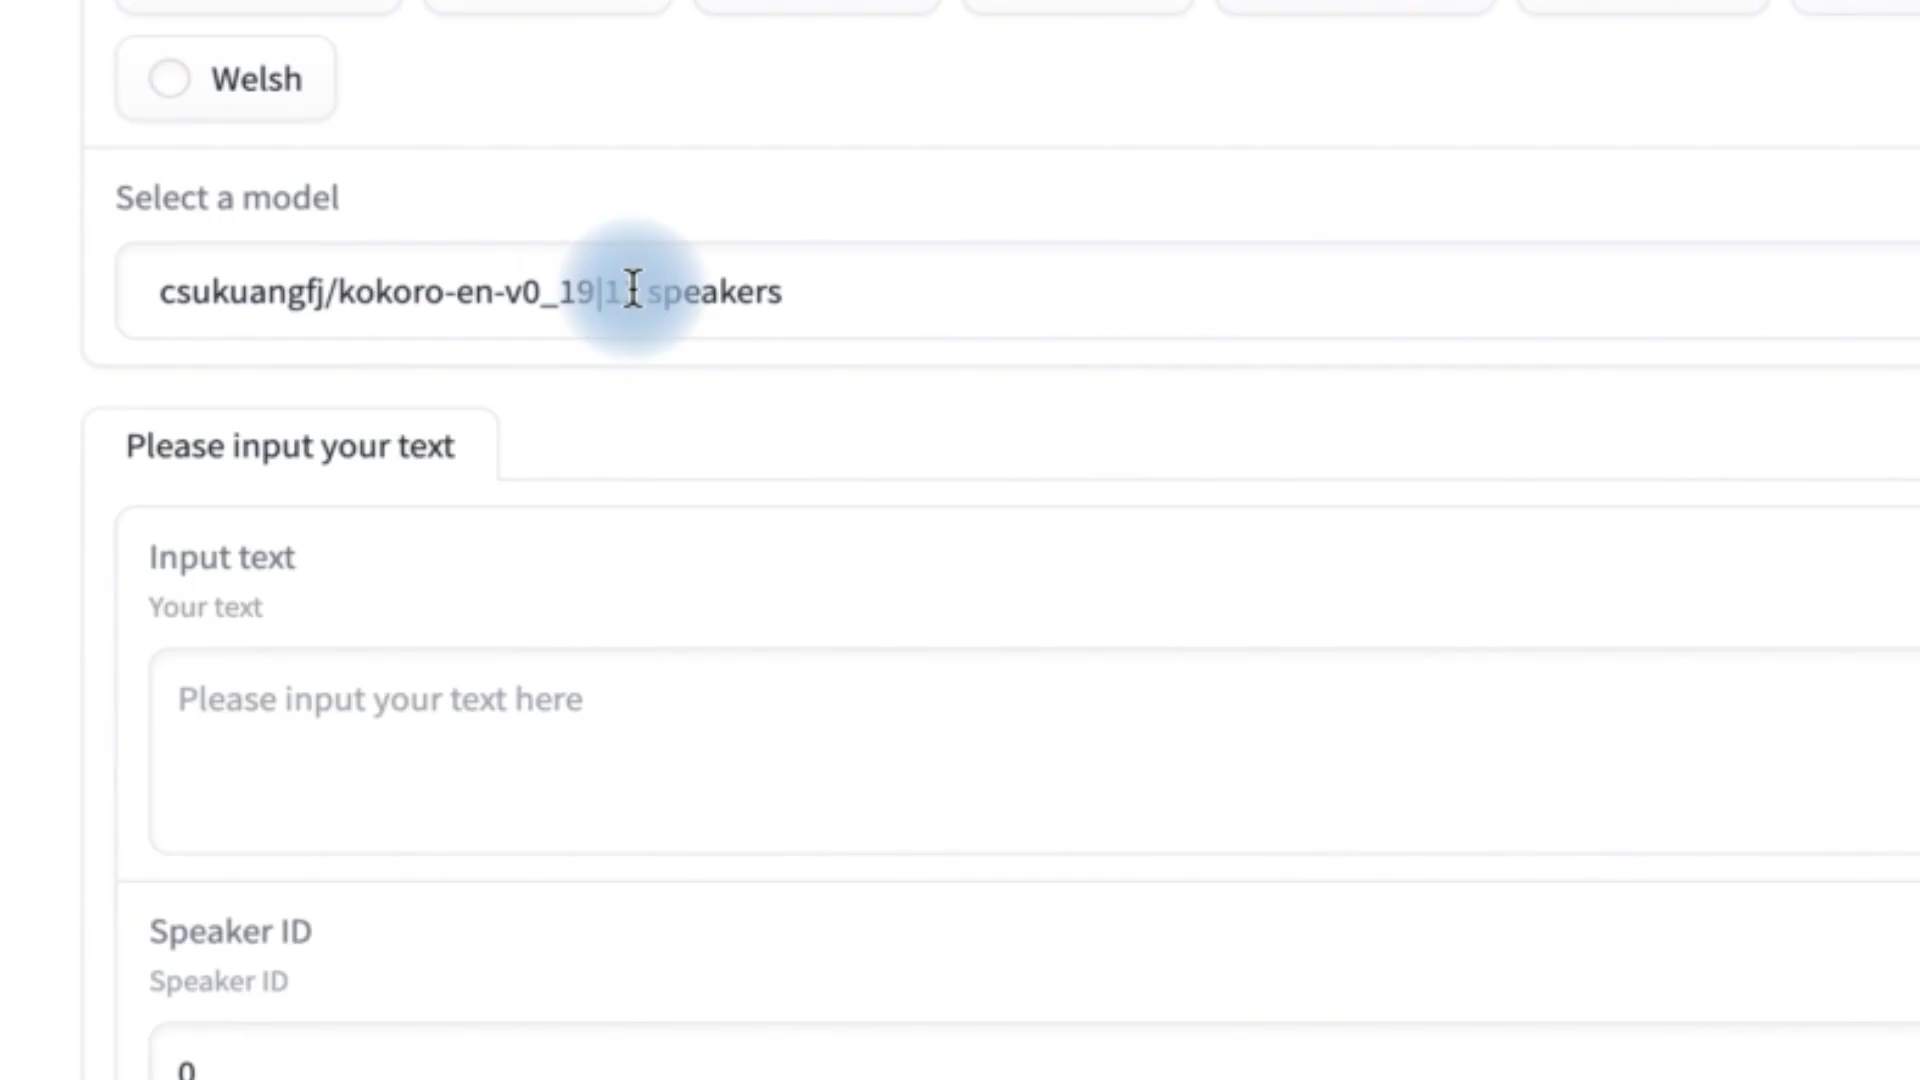 Welsh
Select a model
csukuangfj/kokoro-en-v0_19| speakers
Please input your text
Input text
Your text
Please input your text here
Speaker ID
Speaker ID
0